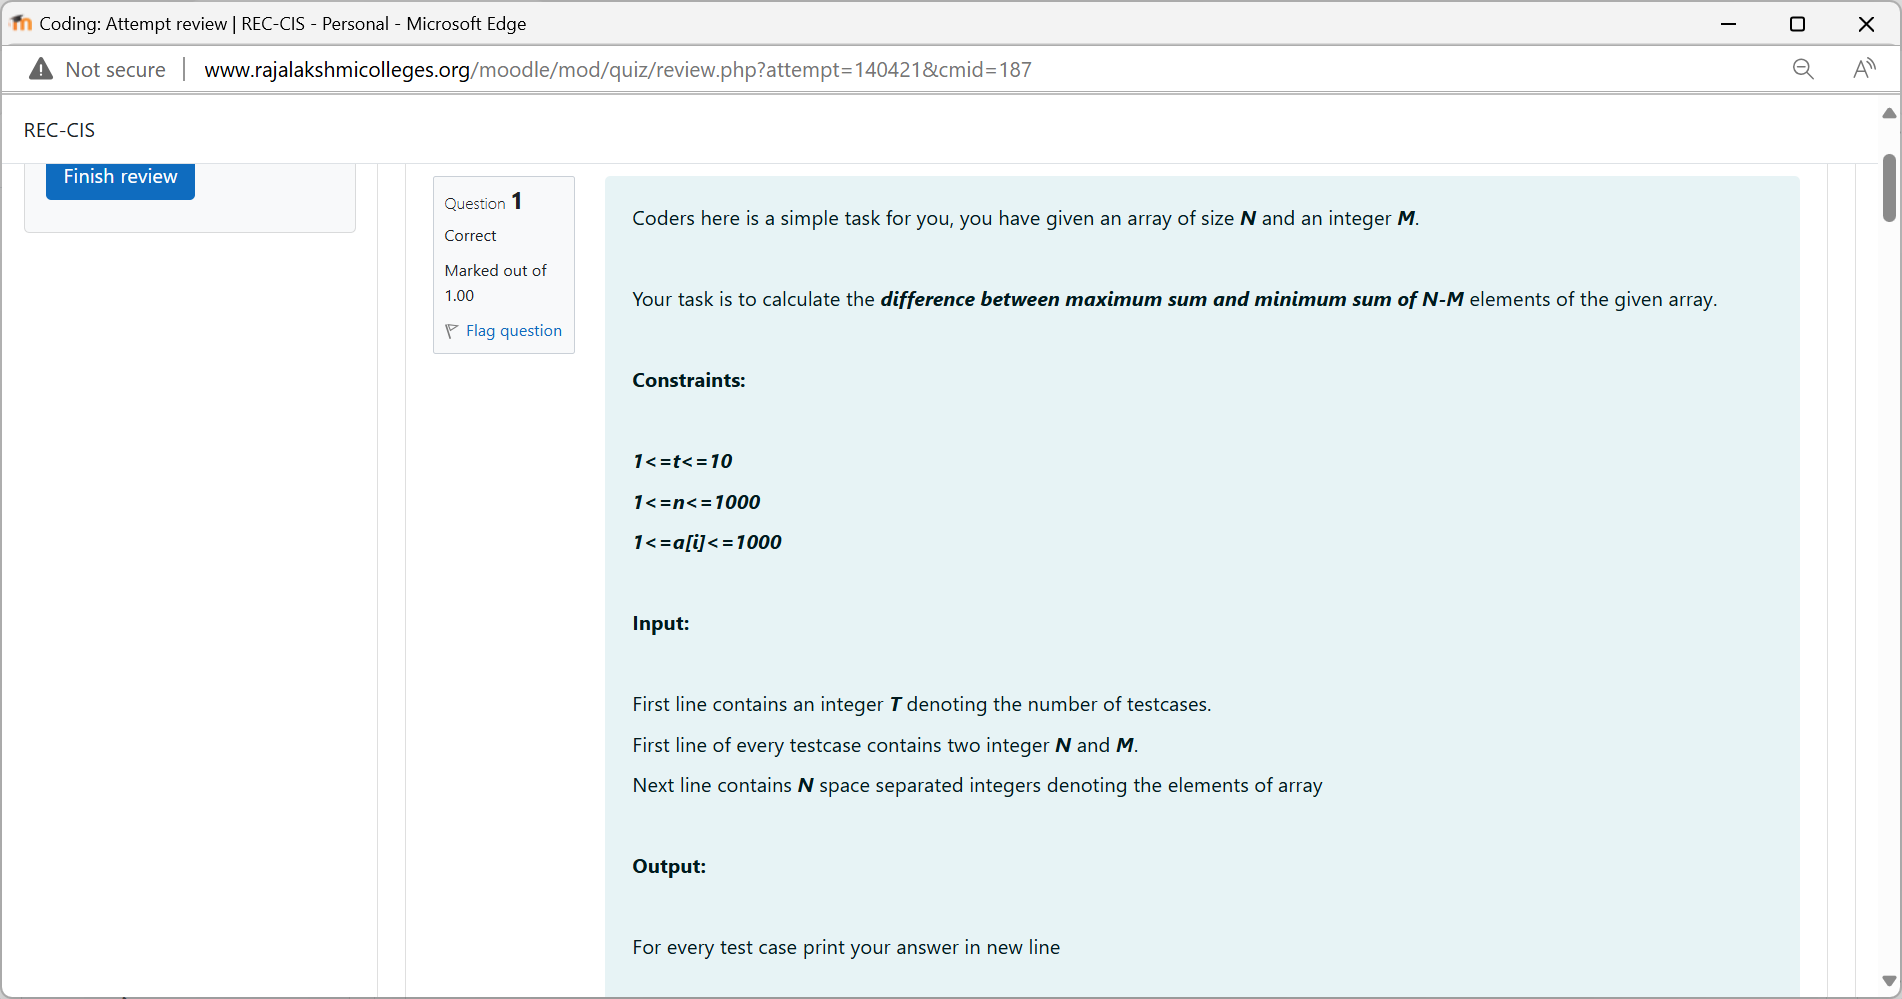 Coding: Attempt review | REC-CIS - Personal - Microsoft Edge
Not secure | www.rajalakshmicolleges.org/moodle/mod/quiz/review.php?attempt=140421&cmid=187
REC-CIS
Finish review
Question 1
Correct
Marked out of
1.00
Flag question
Coders here is a simple task for you, you have given an array of size N and an integer M.
Your task is to calculate the difference between maximum sum and minimum sum of N-M elements of the given array.
Constraints:
1<=t<=10
1<=n<=1000
1<=a[i]<=1000
Input:
First line contains an integer T denoting the number of testcases.
First line of every testcase contains two integer N and M.
Next line contains N space separated integers denoting the elements of array
Output:
For every test case print your answer in new line